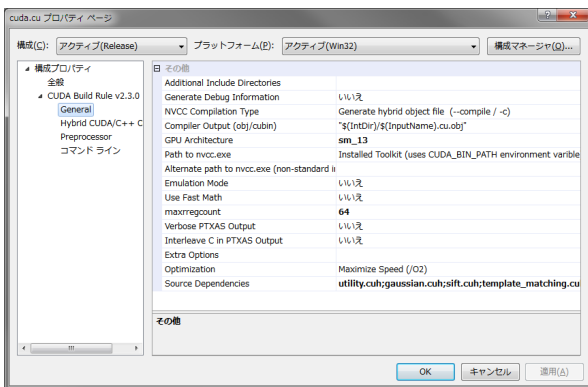 cuda.cu プロパティ ページ
構成(C): アクティブ(Release) プラットフォーム(P): アクティブ(Win32) 構成マネージャ(O)...
構成プロパティ
全般
CUDA Build Rule v2.3.0
General
Hybrid CUDA/C++ C
Preprocessor
コマンド ライン
その他
Additional Include Directories
Generate Debug Information いいえ
NVCC Compilation Type Generate hybrid object file (--compile / -c)
Compiler Output (obj/cubin) "$(IntDir)/$(InputName).cu.obj"
GPU Architecture sm_13
Path to nvcc.exe Installed Toolkit (uses CUDA_BIN_PATH environment varible
Alternate path to nvcc.exe (non-standard i
Emulation Mode いいえ
Use Fast Math いいえ
maxrregcount 64
Verbose PTXAS Output いいえ
Interleave C in PTXAS Output いいえ
Extra Options
Optimization Maximize Speed (/O2)
Source Dependencies utility.cuh;gaussian.cuh;sift.cuh;template_matching.cu
その他
OK キャンセル 適用(A)